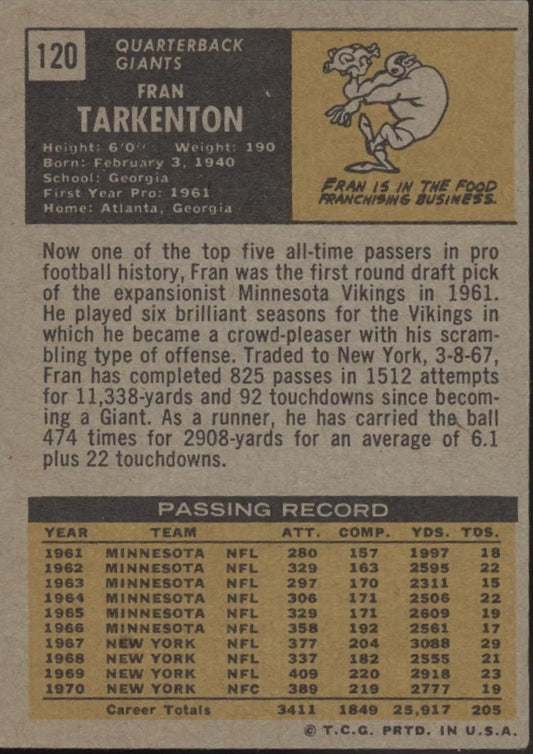 120
QUARTERBACK
GIANTS
FRAN
TARKENTON
Height: 6'0" Weight: 190
Born: February 3, 1940
School: Georgia
First Year Pro: 1961
Home: Atlanta, Georgia
FRAN IS IN THE FOOD
FRANCHISING BUSINESS.
Now one of the top five all-time passers in pro
football history, Fran was the first round draft pick
of the expansionist Minnesota Vikings in 1961.
He played six brilliant seasons for the Vikings in
which he became a crowd-pleaser with his scram-
bling type of offense. Traded to New York, 3-8-67,
Fran has completed 825 passes in 1512 attempts
for 11,338-yards and 92 touchdowns since becom-
ing a Giant. As a runner, he has carried the ball
474 times for 2908-yards for an average of 6.1
plus 22 touchdowns.
PASSING RECORD
YEAR TEAM ATT. COMP. YDS. TDS.
1961 MINNESOTA NFL 280 157 1997 18
1962 MINNESOTA NFL 329 163 2595 22
1963 MINNESOTA NFL 297 170 2311 15
1964 MINNESOTA NFL 306 171 2506 22
1965 MINNESOTA NFL 329 171 2609 19
1966 MINNESOTA NFL 358 192 2561 17
1967 NEW YORK NFL 377 204 3088 29
1968 NEW YORK NFL 337 182 2555 21
1969 NEW YORK NFL 409 220 2918 23
1970 NEW YORK NFC 389 219 2777 19
Career Totals 3411 1849 25,917 205
© T.C.G. PRTD. IN U.S.A.